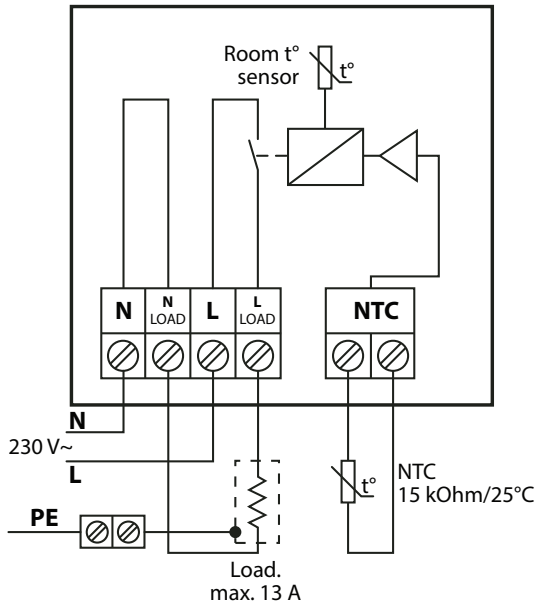 Room t°
sensor
t°
N
N
LOAD
L
L
LOAD
NTC
N
230 V~
L
PE
t°
NTC
15 kOhm/25°C
Load.
max. 13 A